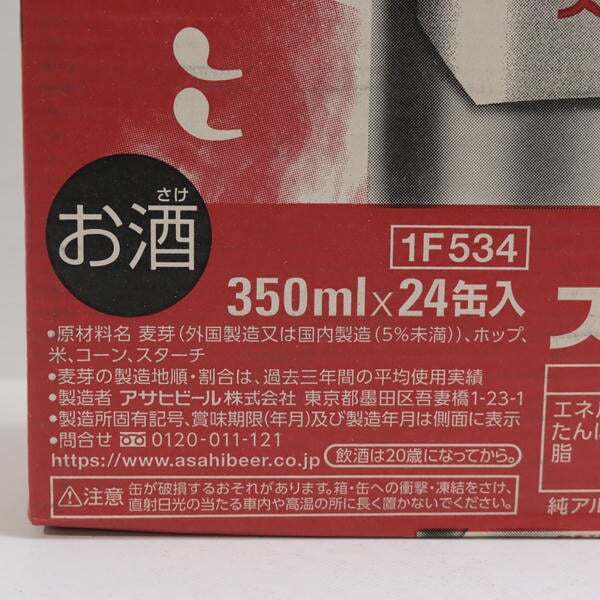 さけ
お酒
1F534
350ml×24缶入
•原材料名 麦芽(外国製造又は国内製造(5%未満))、ホップ、
米、コーン、スターチ
•麦芽の製造地順・割合は、過去三年間の平均使用実績
•製造者 アサヒビール株式会社 東京都墨田区吾妻橋1-23-1
•製造所固有記号、賞味期限(年月)及び製造年月は側面に表示
•問合せ 0120-011-121
https://www.asahibeer.co.jp 飲酒は20歳になってから。
⚠注意 缶が破損するおそれがあります。箱・缶への衝撃・凍結をさけ、
直射日光の当たる車内や高温の所に長く置かないでください。
エネル
たんぱ
脂
純アル